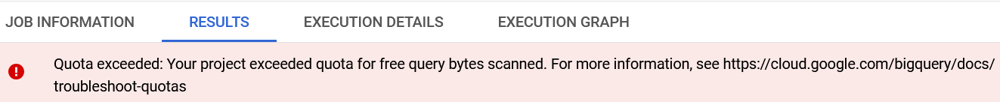 JOB INFORMATION RESULTS EXECUTION DETAILS EXECUTION GRAPH
Quota exceeded: Your project exceeded quota for free query bytes scanned. For more information, see https://cloud.google.com/bigquery/docs/
troubleshoot-quotas